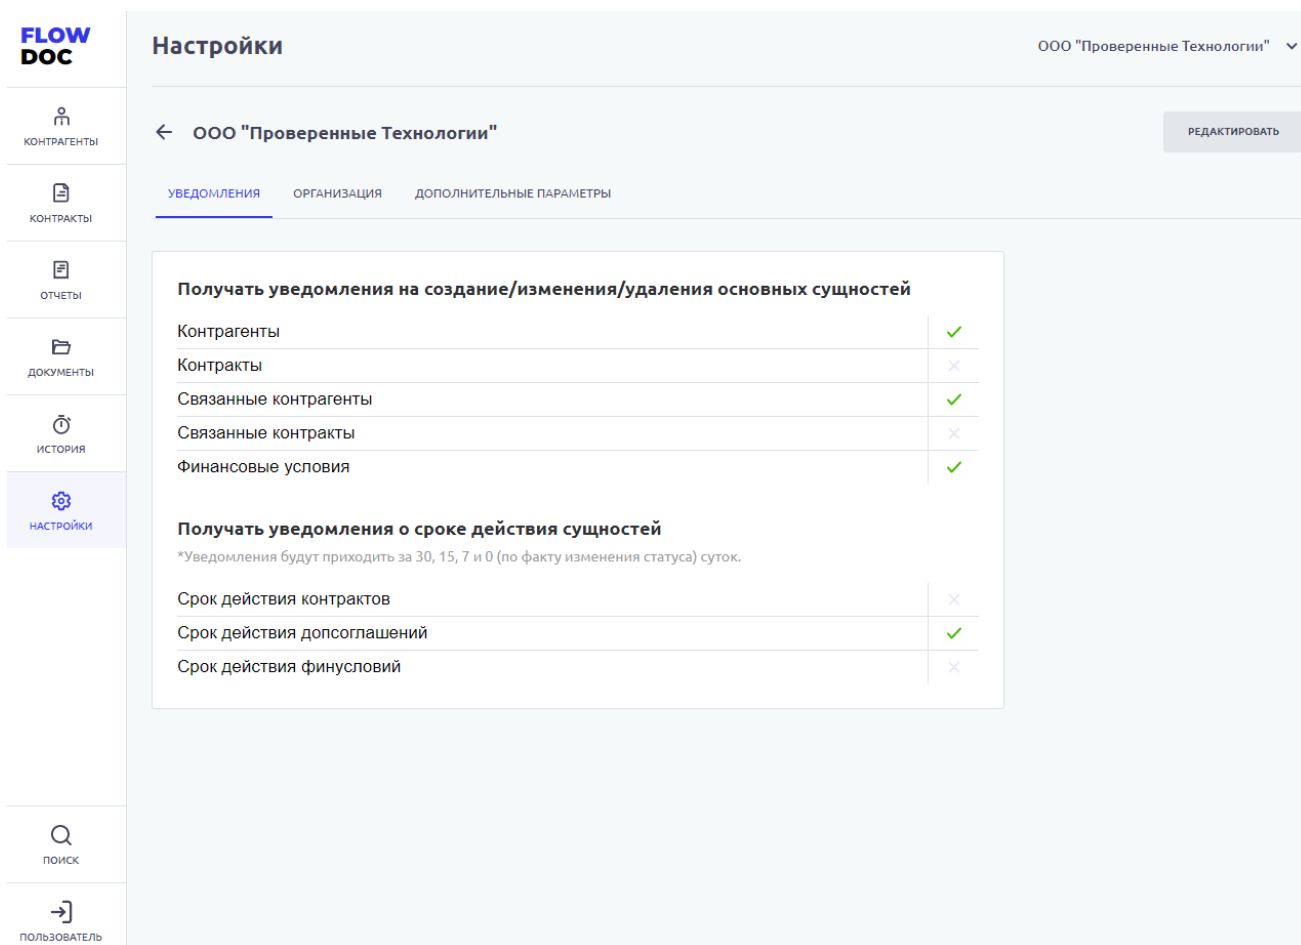 FLOW
DOC
Настройки
ООО "Проверенные Технологии"
КОНТРАГЕНТЫ
КОНТРАКТЫ
ОТЧЕТЫ
ДОКУМЕНТЫ
ИСТОРИЯ
НАСТРОЙКИ
ПОИСК
ПОЛЬЗОВАТЕЛЬ
ООО "Проверенные Технологии"
РЕДАКТИРОВАТЬ
УВЕДОМЛЕНИЯ ОРГАНИЗАЦИЯ ДОПОЛНИТЕЛЬНЫЕ ПАРАМЕТРЫ
Получать уведомления на создание/изменения/удаления основных сущностей
Контрагенты
Контракты
Связанные контрагенты
Связанные контракты
Финансовые условия
Получать уведомления о сроке действия сущностей
*Уведомления будут приходить за 30, 15, 7 и 0 (по факту изменения статуса) суток.
Срок действия контрактов
Срок действия допсоглашений
Срок действия финусловий